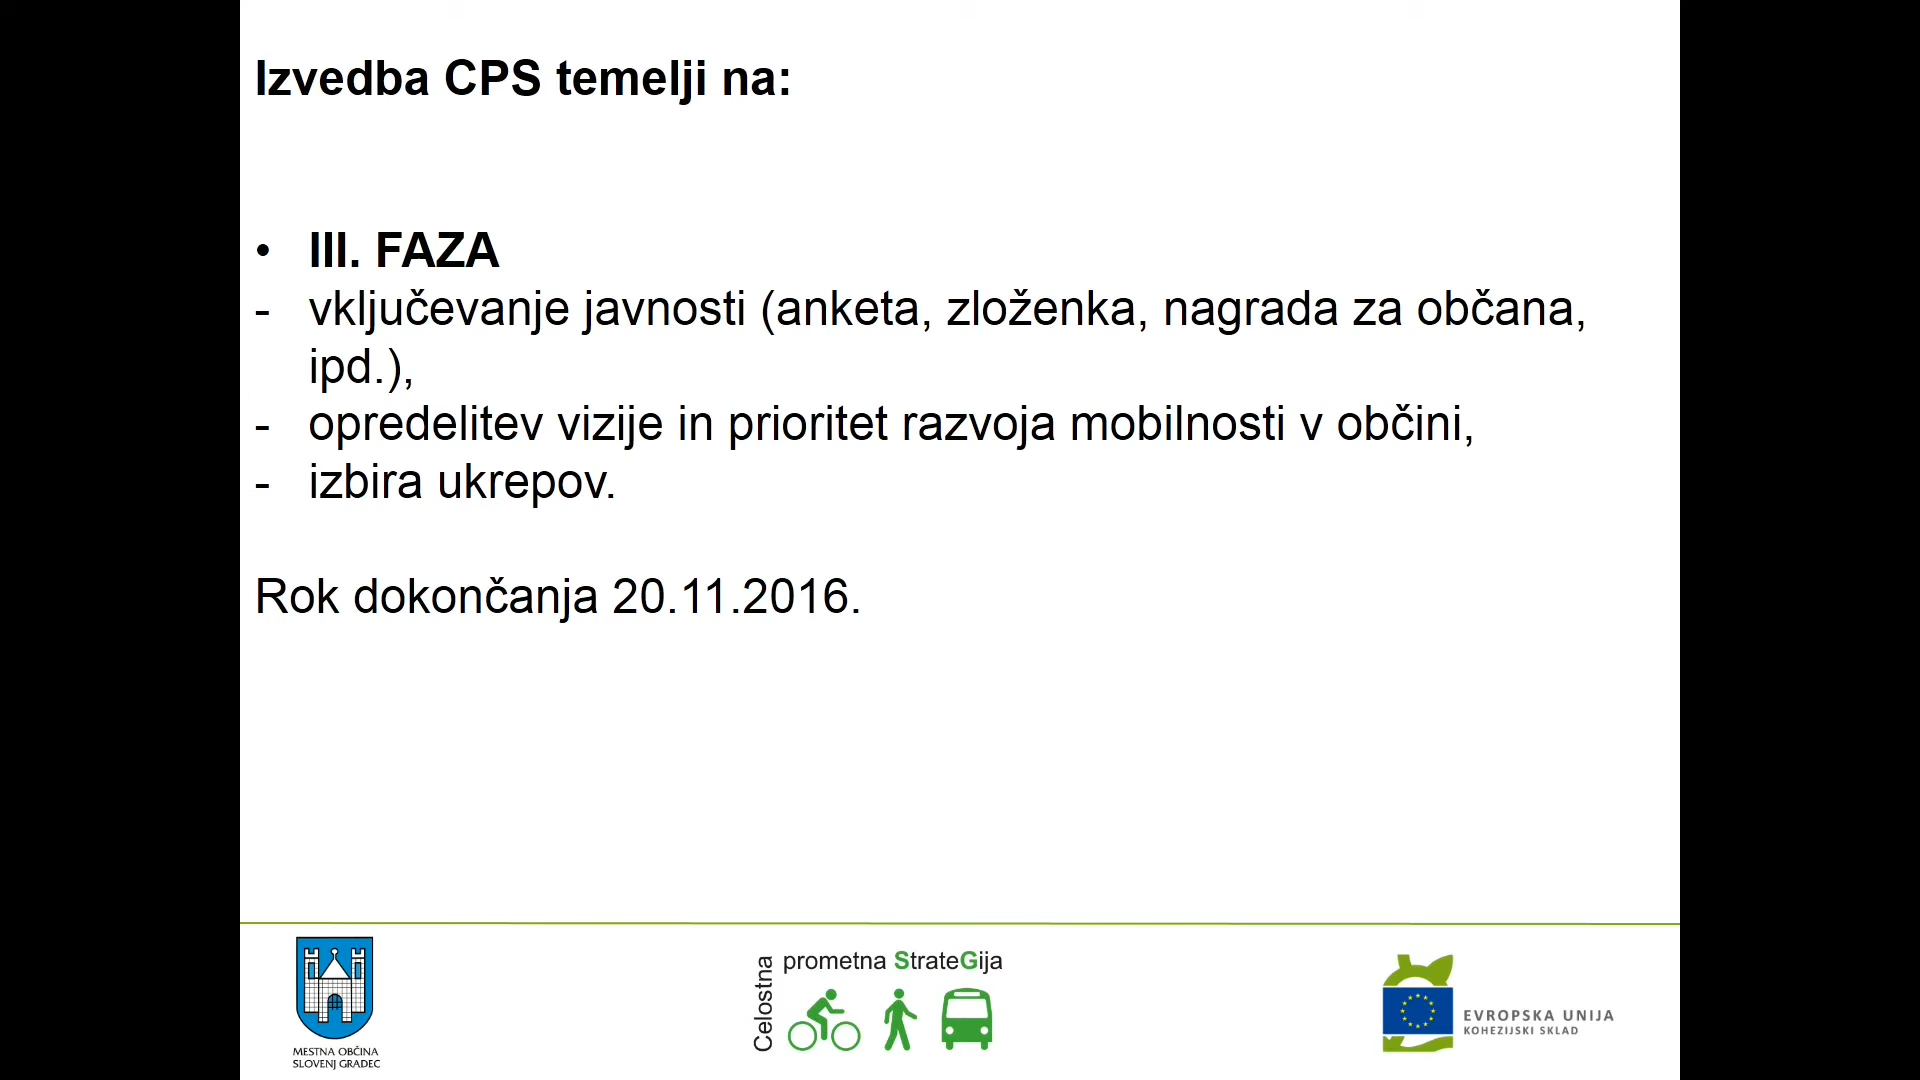 Izvedba CPS temelji na:
• III. FAZA
- vključevanje javnosti (anketa, zloženka, nagrada za občana,
ipd.),
- opredelitev vizije in prioritet razvoja mobilnosti v občini,
- izbira ukrepov.
Rok dokončanja 20.11.2016.
MESTNA OBČINA
SLOVENJ GRADEC
Celostna
prometna StrateGija
EVROPSKA UNIJA
KOHEZIJSKI SKLAD